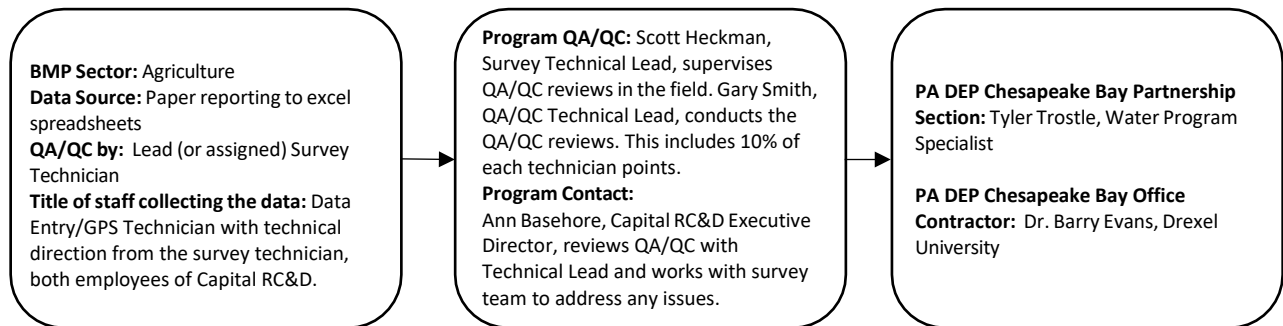 BMP Sector: Agriculture
Data Source: Paper reporting to excel
spreadsheets
QA/QC by: Lead (or assigned) Survey
Technician
Title of staff collecting the data: Data
Entry/GPS Technician with technical
direction from the survey technician,
both employees of Capital RC&D.
Program QA/QC: Scott Heckman,
Survey Technical Lead, supervises
QA/QC reviews in the field. Gary Smith,
QA/QC Technical Lead, conducts the
QA/QC reviews. This includes 10% of
each technician points.
Program Contact:
Ann Basehore, Capital RC&D Executive
Director, reviews QA/QC with
Technical Lead and works with survey
team to address any issues.
PA DEP Chesapeake Bay Partnership
Section: Tyler Trostle, Water Program
Specialist
PA DEP Chesapeake Bay Office
Contractor: Dr. Barry Evans, Drexel
University